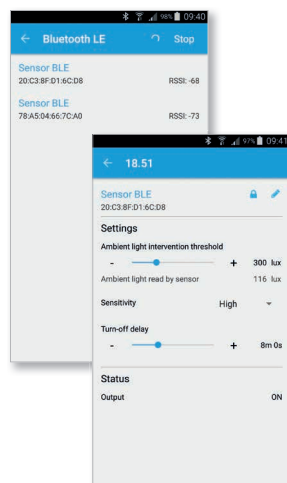 98% 09:40
Bluetooth LE Stop
Sensor BLE
20:C3:8F:D1:6C:D8 RSSI: -68
Sensor BLE
78:A5:04:66:7C:A0 RSSI: -73
97% 09:41
18.51
Sensor BLE
20:C3:8F:D1:6C:D8
Settings
Ambient light intervention threshold
- + 300 lux
Ambient light read by sensor 116 lux
Sensitivity High
Turn-off delay
- + 8m 0s
Status
Output ON